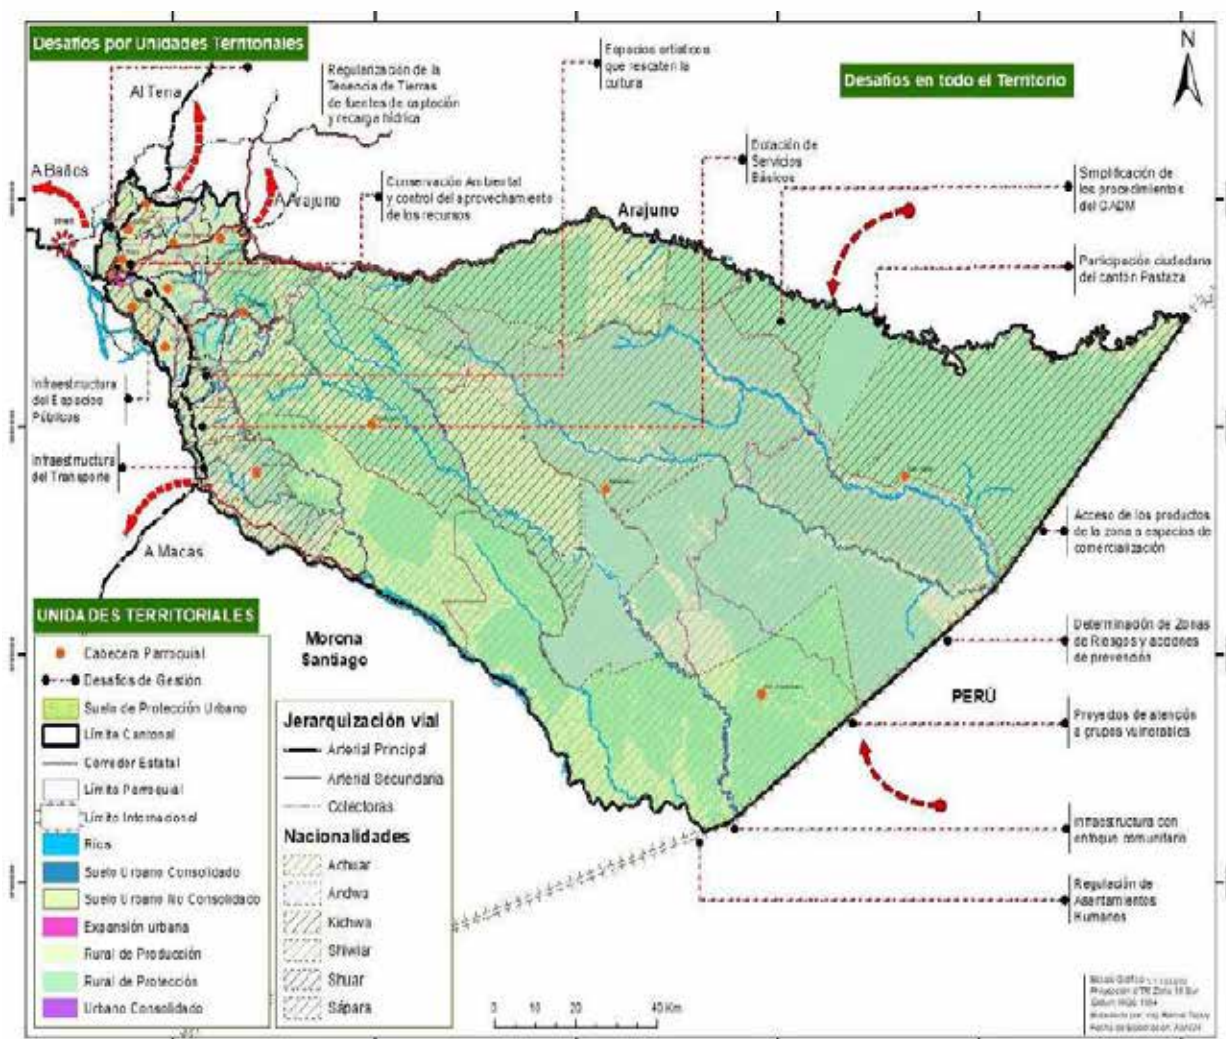 Desafíos por Unidades Territoriales
Desafíos en todo el Territorio
N
Al Tena
A Baños
A Arajuno
A Macas
Arajuno
Morona
Santiago
PERÚ
Regularización de la
Tenencia de Tierras
de fuentes de captación
y recarga hídrica
Espacios artísticos
que rescaten la
cultura
Conservación Ambiental
y control del aprovechamiento
de los recursos
Dotación de
Servicios
Básicos
Simplificación de
los procedimientos
del GADM
Participación ciudadana
del cantón Pastaza
Infraestructura
del Espacios
Públicas
Infraestructura
del Transporte
Acceso de los productos
de la zona a espacios de
comercialización
Determinación de Zonas
de Riesgos y acciones
de prevención
Proyectos de atención
a grupos vulnerables
Infraestructura con
enfoque comunitario
Regulación de
Asentamientos
Humanos
UNIDADES TERRITORIALES
Cabecera Parroquial
Desafíos de Gestión
Suelo de Protección Urbano
Límite Cantonal
Corredor Estatal
Límite Parroquial
Límite Internacional
Ríos
Suelo Urbano Consolidado
Suelo Urbano No Consolidado
Expansión urbana
Rural de Producción
Rural de Protección
Urbano Consolidado
Jerarquización vial
Arterial Principal
Arterial Secundaria
Colectoras
Nacionalidades
Achuar
Andwa
Kichwa
Shiwiar
Shuar
Sápara
0 10 20 40 Km